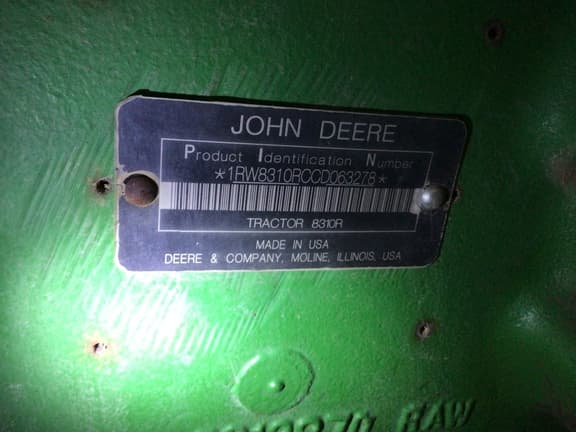 JOHN DEERE
Product Identification Number
*1RW8310RCCD063278*
TRACTOR 8310R
MADE IN USA
DEERE & COMPANY, MOLINE, ILLINOIS, USA